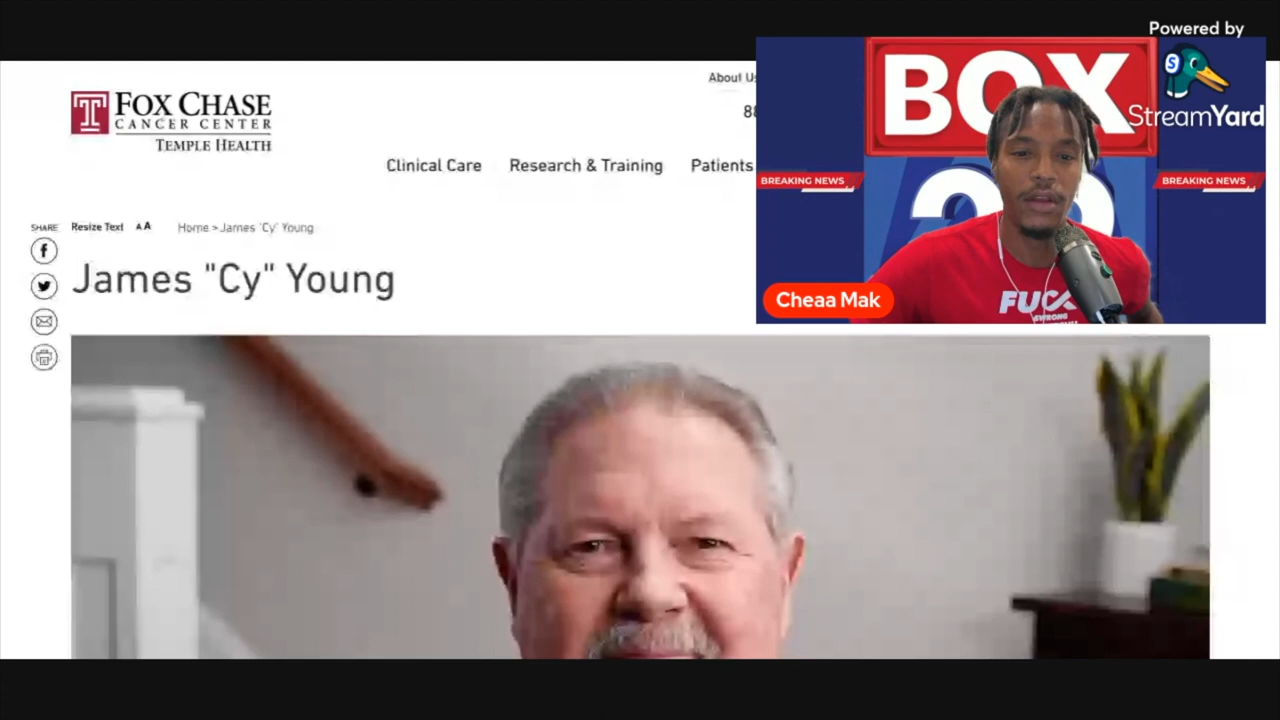 Powered by
StreamYard
About Us
FOX CHASE
CANCER CENTER
TEMPLE HEALTH
Clinical Care
Research & Training
Patients
BOX
BREAKING NEWS
BREAKING NEWS
SHARE
Resize Text A A
Home > James "Cy" Young
James "Cy" Young
Cheaa Mak